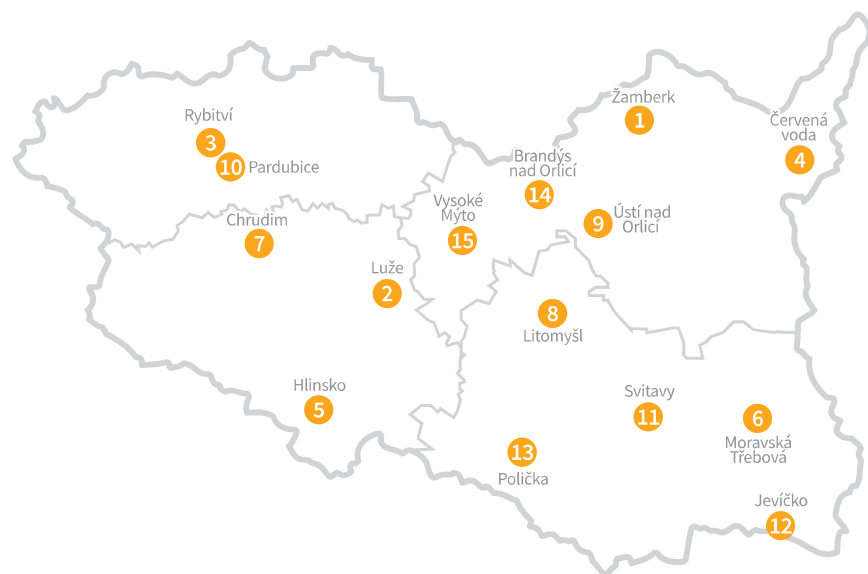 Žamberk
1
Rybitví
3
Červená
voda
4
10 Pardubice
Brandýs
nad Orlicí
14
Vysoké
Mýto
15
9 Ústí nad
Orlicí
Chrudim
7
Luže
2
8
Litomyšl
Hlinsko
5
Svitavy
11
6
Moravská
Třebová
13
Polička
Jevíčko
12